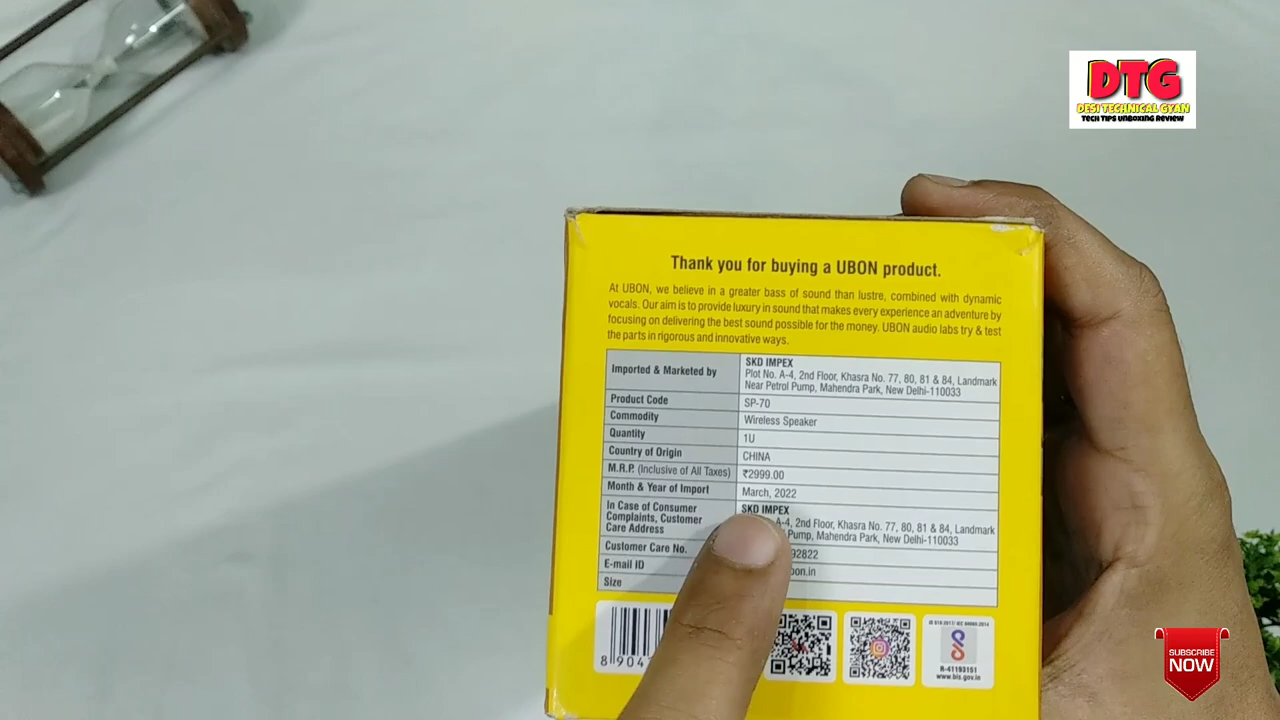 DTG
DESI TECHNICAL GYAN
TECH TIPS UNBOXING REVIEW
Thank you for buying a UBON product.
At UBON, we believe in a greater bass of sound than lustre, combined with dynamic
vocals. Our aim is to provide luxury in sound that makes every experience an adventure by
focusing on delivering the best sound possible for the money. UBON audio labs try & test
the parts in rigorous and innovative ways.
Imported & Marketed by
SKD IMPEX
Plot No. A-4, 2nd Floor, Khasra No. 77, 80, 81 & 84, Landmark
Near Petrol Pump, Mahendra Park, New Delhi-110033
Product Code SP-70
Commodity Wireless Speaker
Quantity 1U
Country of Origin CHINA
M.R.P. (Inclusive of All Taxes) ₹2999.00
Month & Year of Import March, 2022
In Case of Consumer
Complaints, Customer
Care Address
SKD IMPEX
A-4, 2nd Floor, Khasra No. 77, 80, 81 & 84, Landmark
Pump, Mahendra Park, New Delhi-110033
Customer Care No. 92822
E-mail ID bon.in
Size
8 904
R-41193151
www.bis.gov.in
SUBSCRIBE
NOW